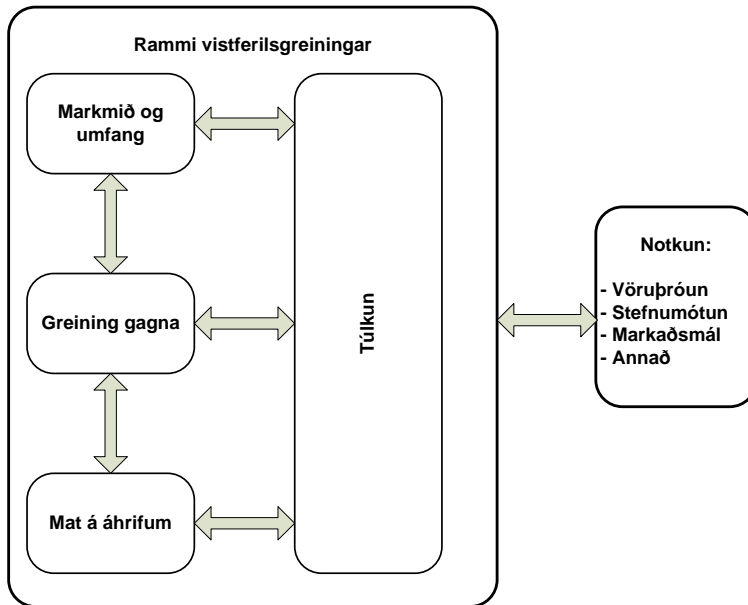 Rammi vistferilsgreiningar
Markmið og
umfang
Greining gagna
Mat á áhrifum
Túlkun
Notkun:
- Vöruþróun
- Stefnumótun
- Markaðsmál
- Annað